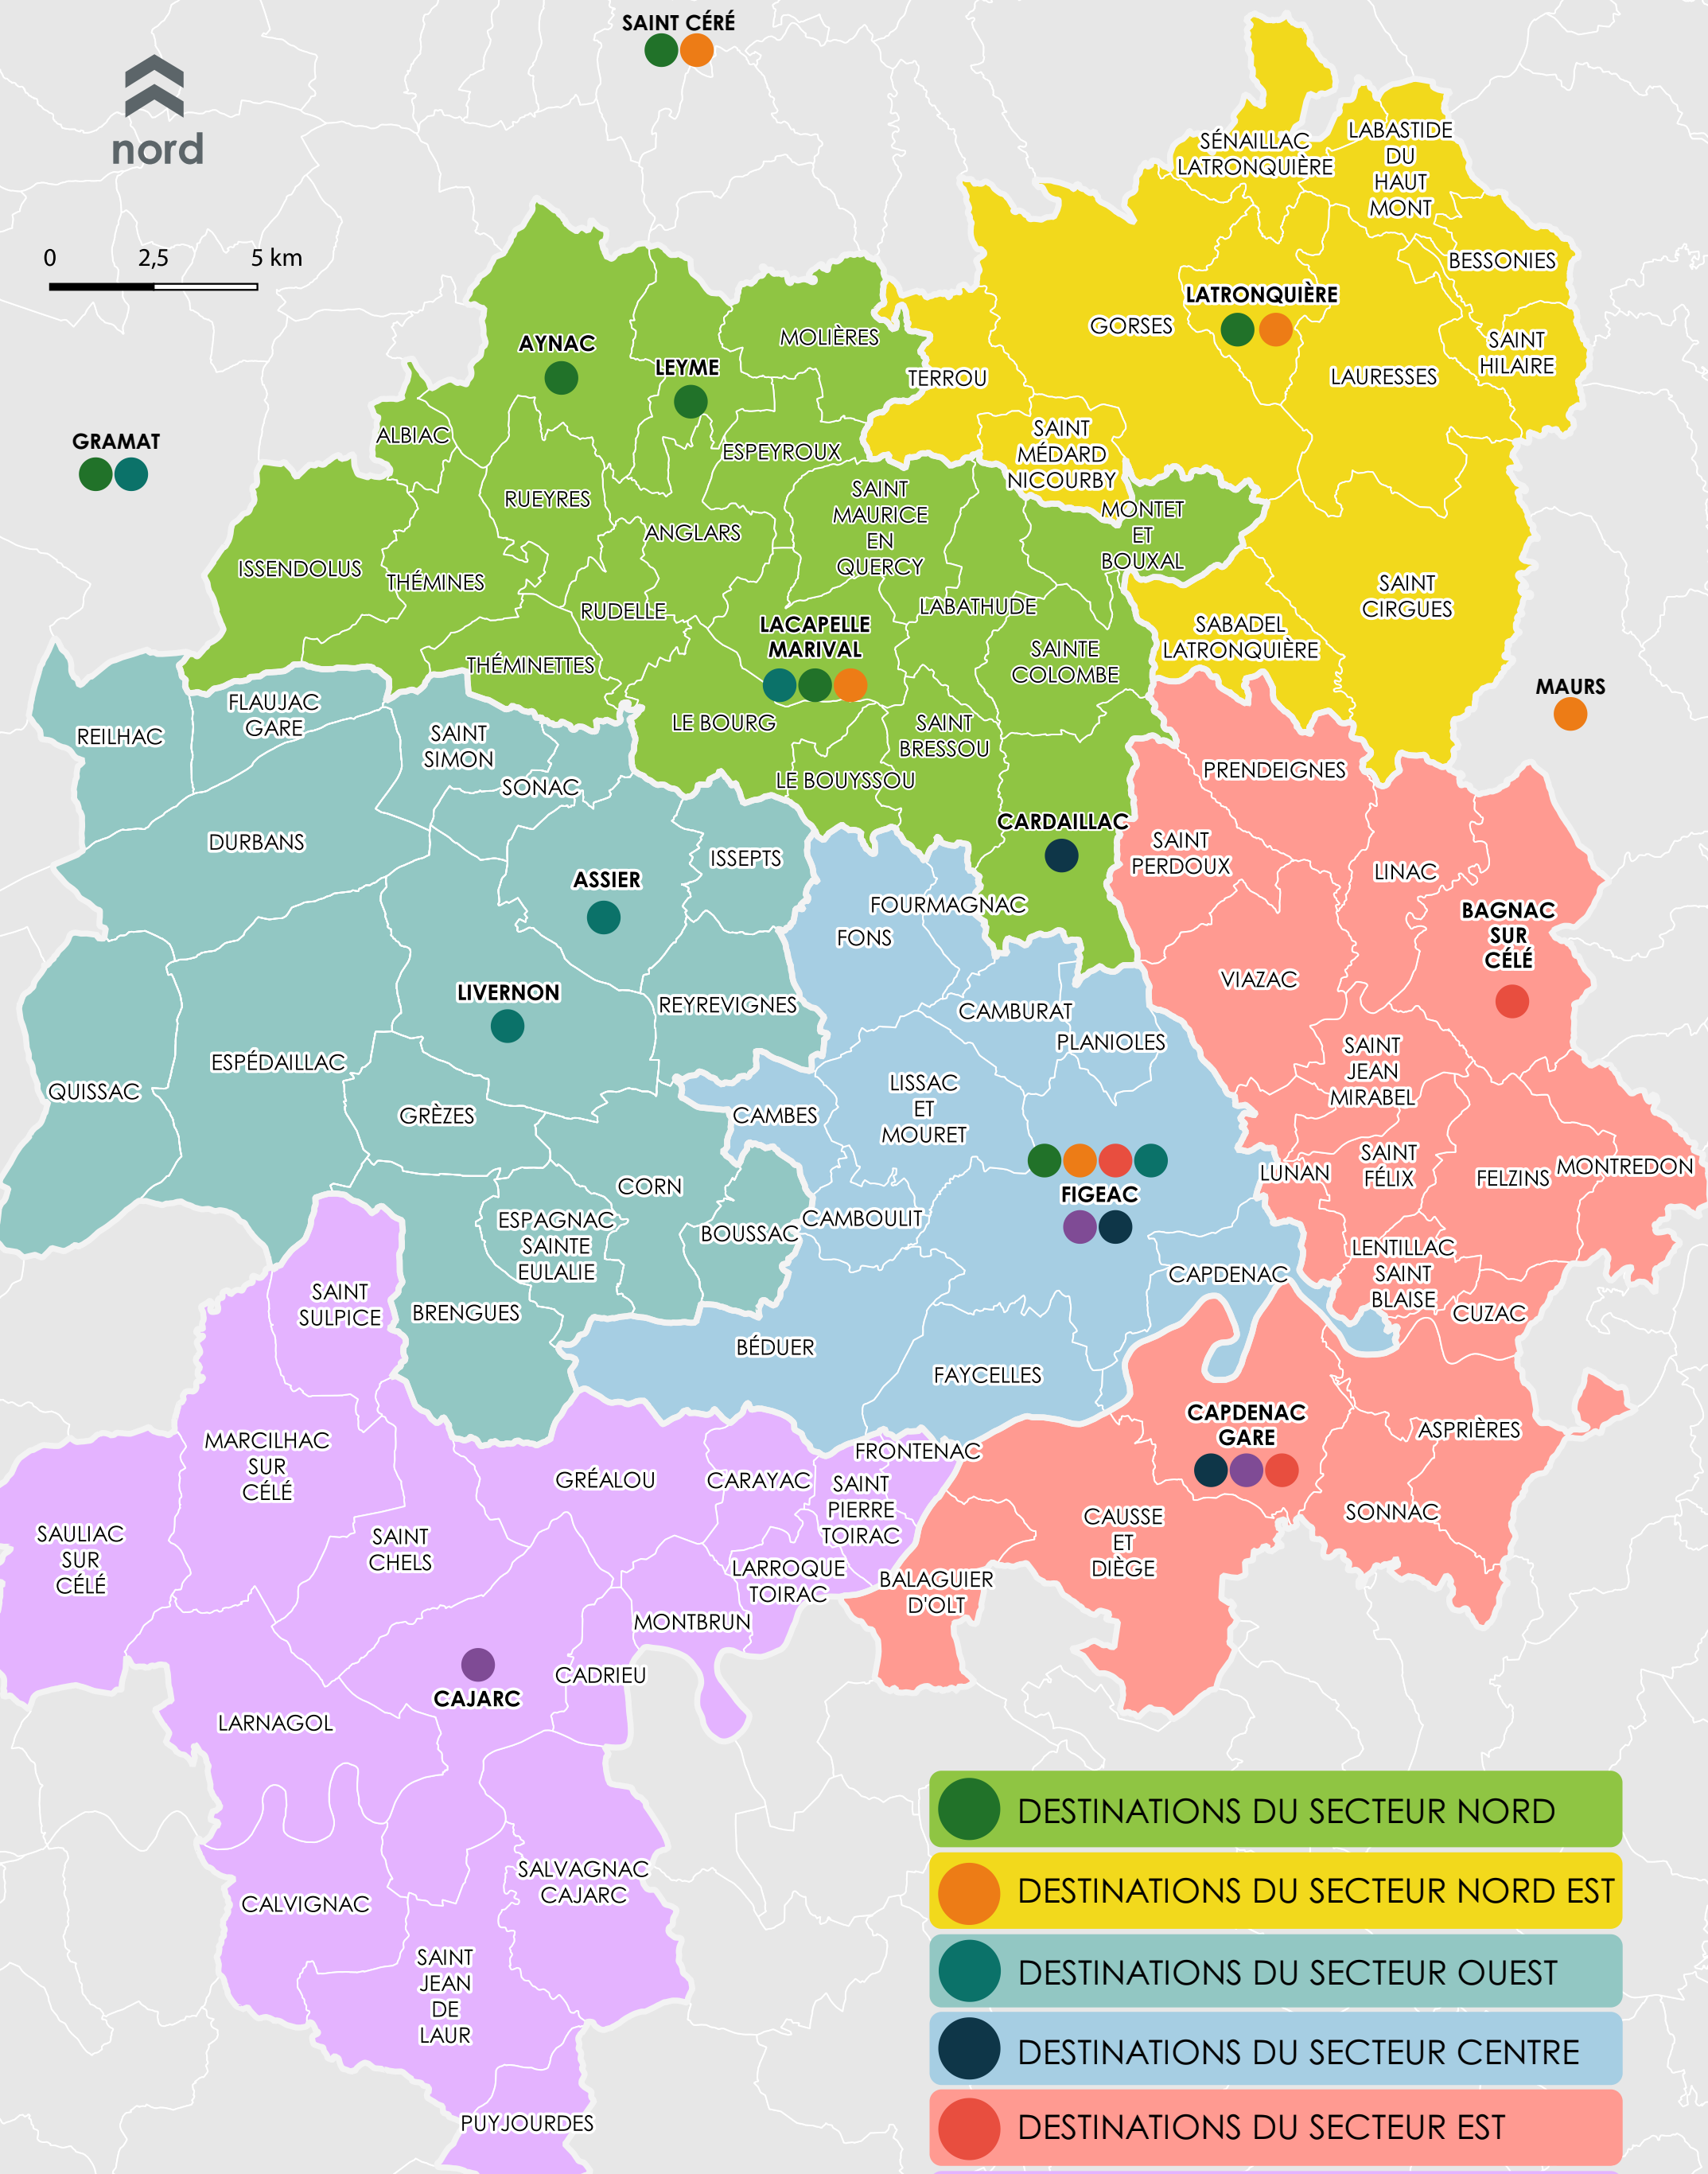 SAINT CÉRÉ
nord
0 2,5 5 km
SÉNAILLAC
LATRONQUIÈRE
LABASTIDE
DU
HAUT
MONT
BESSONIES
LATRONQUIÈRE
GORSES
SAINT
HILAIRE
LAURESSES
MOLIÈRES
AYNAC
LEYME
TERROU
ALBIAC
GRAMAT
ESPEYROUX
SAINT
MÉDARD
NICOURBY
RUEYRES
SAINT
MAURICE
EN
QUERCY
MONTET
ET
BOUXAL
ANGLARS
ISSENDOLUS
THÉMINES
SAINT
CIRGUES
RUDELLE
LABATHUDE
LACAPELLE
MARIVAL
SABADEL
LATRONQUIÈRE
SAINTE
COLOMBE
THÉMINETTES
MAURS
FLAUJAC
GARE
REILHAC
SAINT
SIMON
LE BOURG
SAINT
BRESSOU
SONAC
LE BOUYSSOU
PRENDEIGNES
CARDAILLAC
DURBANS
ISSEPTS
SAINT
PERDOUX
LINAC
ASSIER
FOURMAGNAC
FONS
BAGNAC
SUR
CÉLÉ
VIAZAC
LIVERNON
REYREVIGNES
CAMBURAT
PLANIOLES
ESPÉDAILLAC
QUISSAC
SAINT
JEAN
MIRABEL
LISSAC
ET
MOURET
GRÈZES
CAMBES
LUNAN
SAINT
FÉLIX
FELZINS
MONTREDON
CORN
FIGEAC
ESPAGNAC
SAINTE
EULALIE
BOUSSAC
CAMBOULIT
CAPDENAC
LENTILLAC
SAINT
BLAISE
CUZAC
SAINT
SULPICE
BRENGUES
BÉDUER
FAYCELLES
CAPDENAC
GARE
ASPRIÈRES
MARCILHAC
SUR
CÉLÉ
FRONTENAC
GRÉALOU
CARAYAC
SAINT
PIERRE
TOIRAC
SONNAC
CAUSSE
ET
DIÈGE
SAULIAC
SUR
CÉLÉ
SAINT
CHELS
LARROQUE
TOIRAC
BALAGUIER
D'OLT
MONTBRUN
CADRIEU
CAJARC
LARNAGOL
SALVAGNAC
CAJARC
CALVIGNAC
SAINT
JEAN
DE
LAUR
PUYJOURDES
DESTINATIONS DU SECTEUR NORD
DESTINATIONS DU SECTEUR NORD EST
DESTINATIONS DU SECTEUR OUEST
DESTINATIONS DU SECTEUR CENTRE
DESTINATIONS DU SECTEUR EST